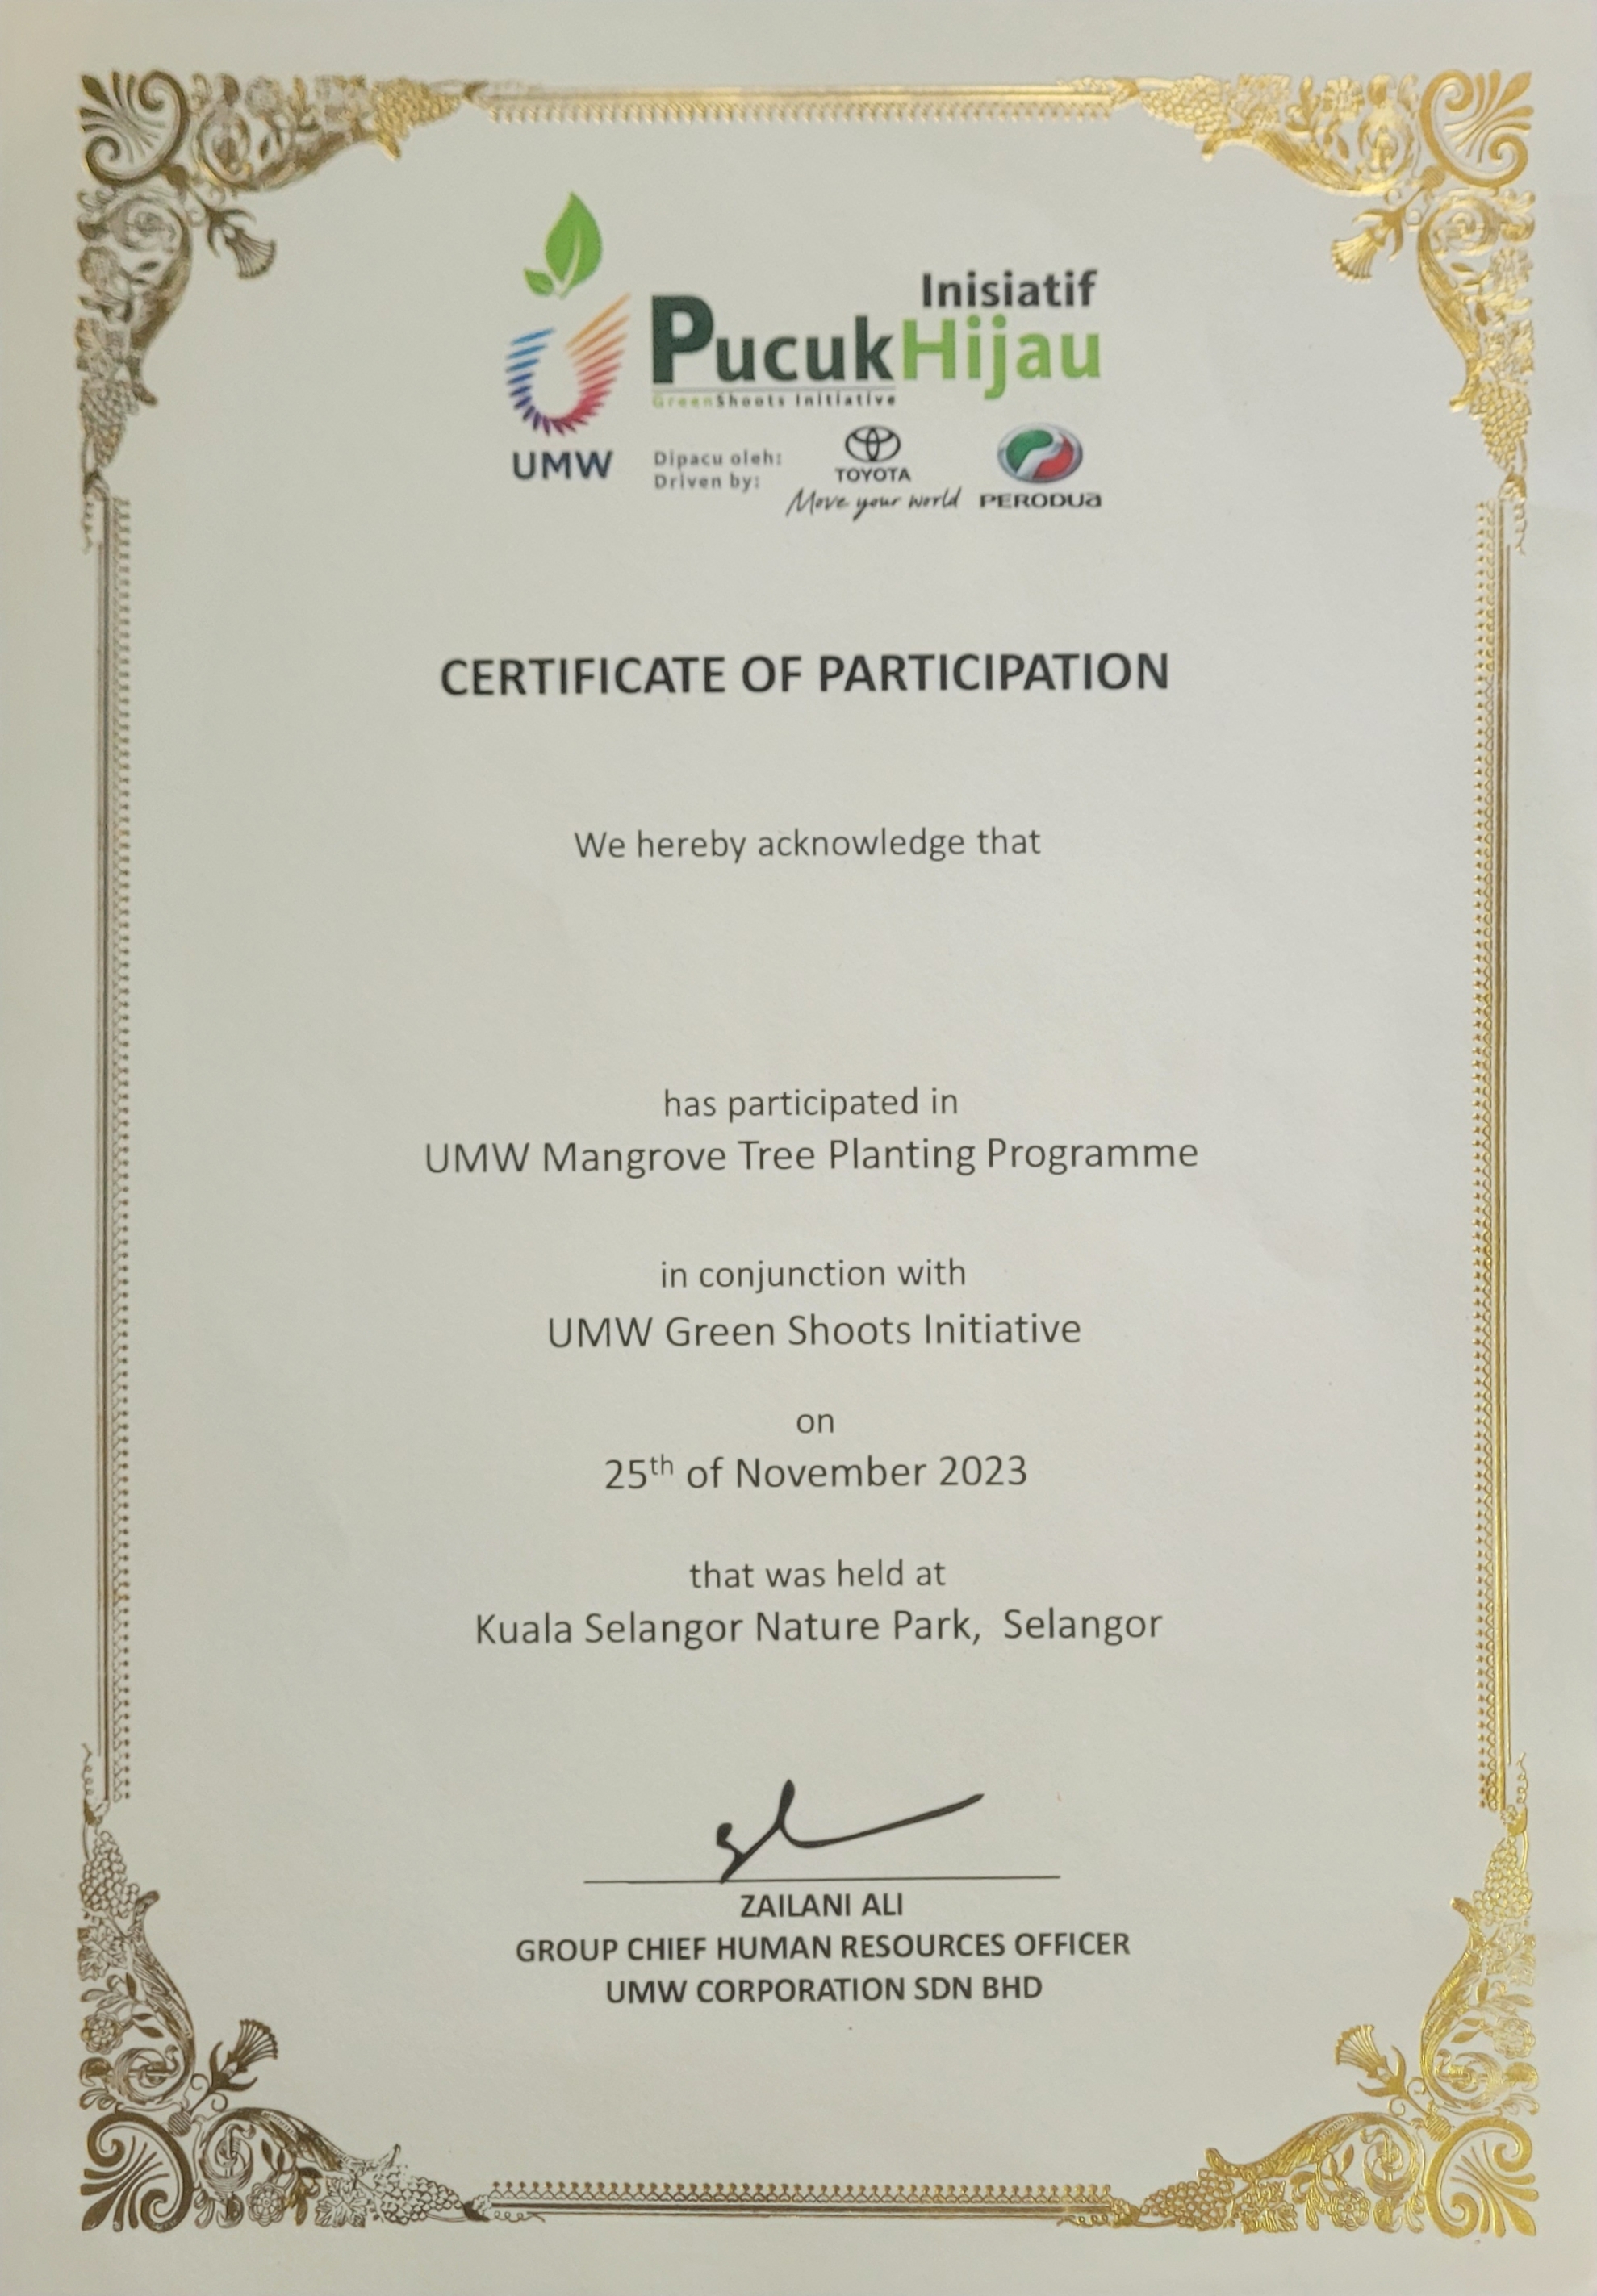 Inisiatif
PucukHijau
GreenShoots Initiative
UMW
Dipacu oleh:
Driven by:
TOYOTA
Move your world
PERODUA
CERTIFICATE OF PARTICIPATION
We hereby acknowledge that
has participated in
UMW Mangrove Tree Planting Programme
in conjunction with
UMW Green Shoots Initiative
on
25th of November 2023
that was held at
Kuala Selangor Nature Park, Selangor
ZAILANI ALI
GROUP CHIEF HUMAN RESOURCES OFFICER
UMW CORPORATION SDN BHD